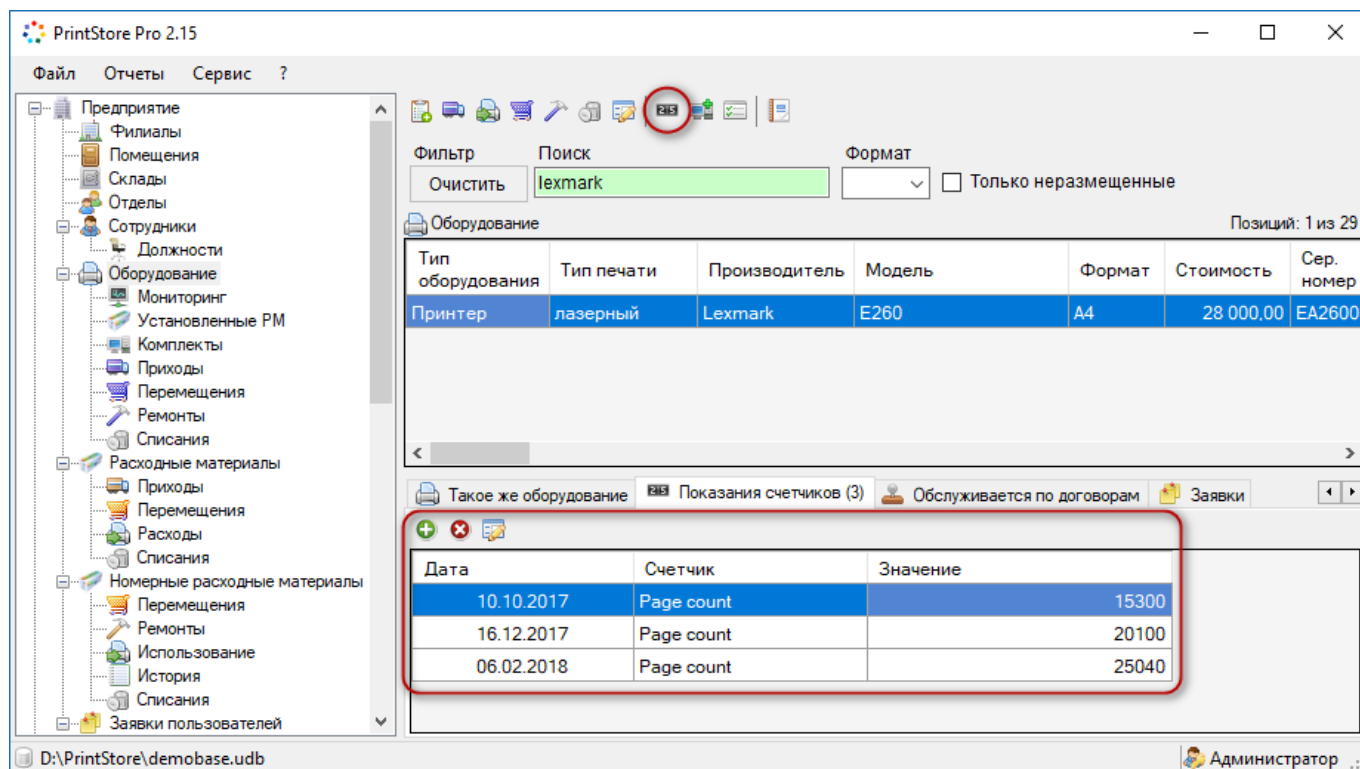 PrintStore Pro 2.15
Файл Отчеты Сервис ?
Предприятие
Филиалы
Помещения
Склады
Отделы
Сотрудники
Должности
Оборудование
Мониторинг
Установленные РМ
Комплекты
Приходы
Перемещения
Ремонты
Списания
Расходные материалы
Приходы
Перемещения
Расходы
Списания
Номерные расходные материалы
Перемещения
Ремонты
Использование
История
Списания
Заявки пользователей
Фильтр Поиск Формат
Очистить lexmark Только неразмещенные
Оборудование Позиций: 1 из 29
Тип оборудования Тип печати Производитель Модель Формат Стоимость Сер. номер
Принтер лазерный Lexmark E260 A4 28 000,00 EA2600
Такое же оборудование Показания счетчиков (3) Обслуживается по договорам Заявки
Дата Счетчик Значение
10.10.2017 Page count 15300
16.12.2017 Page count 20100
06.02.2018 Page count 25040
D:\PrintStore\demobase.udb Администратор